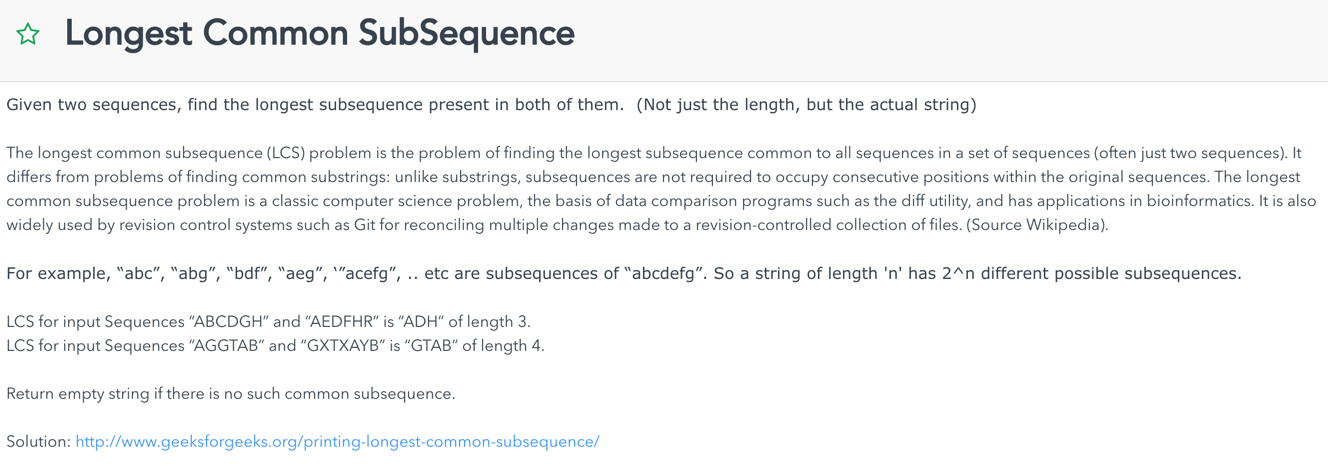 Longest Common SubSequence
Given two sequences, find the longest subsequence present in both of them.  (Not just the length, but the actual string)
The longest common subsequence (LCS) problem is the problem of finding the longest subsequence common to all sequences in a set of sequences (often just two sequences). It
differs from problems of finding common substrings: unlike substrings, subsequences are not required to occupy consecutive positions within the original sequences. The longest
common subsequence problem is a classic computer science problem, the basis of data comparison programs such as the diff utility, and has applications in bioinformatics. It is also
widely used by revision control systems such as Git for reconciling multiple changes made to a revision-controlled collection of files. (Source Wikipedia).
For example, “abc”, “abg”, “bdf”, “aeg”, ‘”acefg”, .. etc are subsequences of “abcdefg”. So a string of length 'n' has 2^n different possible subsequences.
LCS for input Sequences “ABCDGH” and “AEDFHR” is “ADH” of length 3.
LCS for input Sequences “AGGTAB” and “GXTXAYB” is “GTAB” of length 4.
Return empty string if there is no such common subsequence.
Solution: http://www.geeksforgeeks.org/printing-longest-common-subsequence/